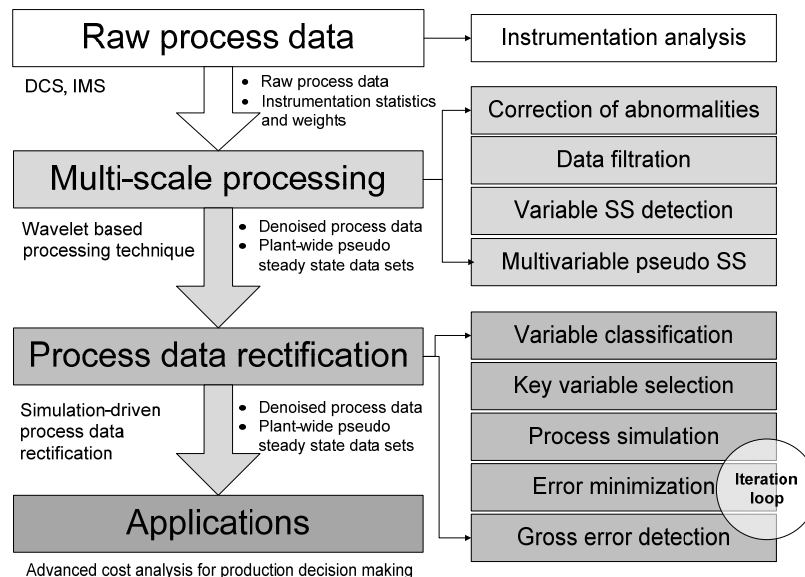 Raw process data
Instrumentation analysis
DCS, IMS
• Raw process data
• Instrumentation statistics
and weights
Correction of abnormalities
Data filtration
Variable SS detection
Multivariable pseudo SS
Multi-scale processing
Wavelet based
processing technique
• Denoised process data
• Plant-wide pseudo
steady state data sets
Process data rectification
Variable classification
Key variable selection
Process simulation
Error minimization
Gross error detection
Iteration
loop
Simulation-driven
process data
rectification
• Denoised process data
• Plant-wide pseudo
steady state data sets
Applications
Advanced cost analysis for production decision making